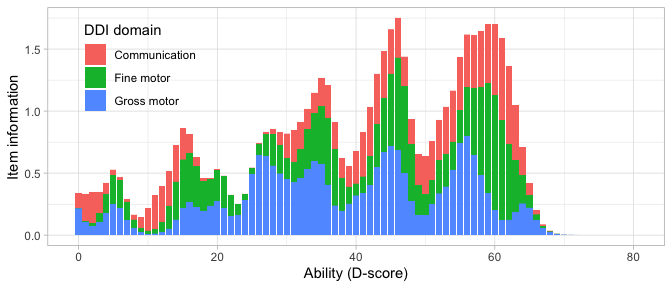 DDI domain
Communication
Fine motor
Gross motor
Item information
1.5
1.0
0.5
0.0
0 20 40 60 80
Ability (D-score)